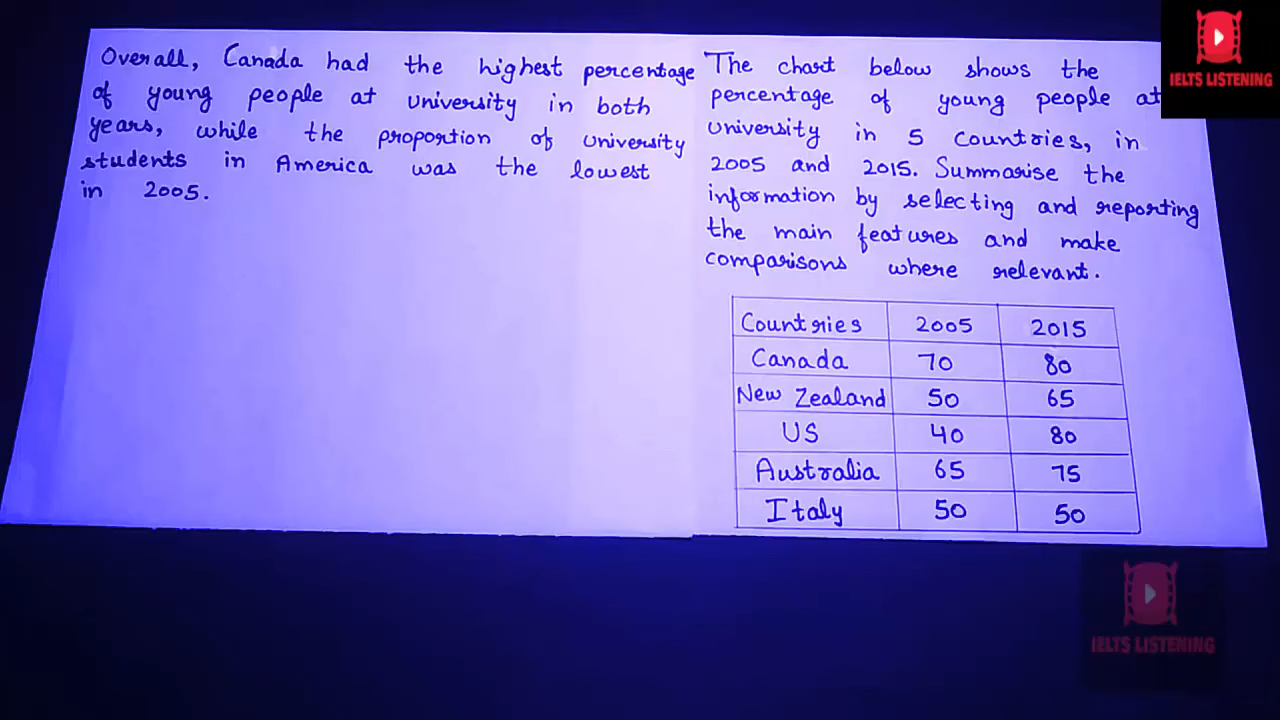 Overall, Canada had the highest percentage
of young people at university in both
years, while the proportion of university
students in America was the lowest
in 2005.
The chart below shows the
percentage of young people at
university in 5 countries, in
2005 and 2015. Summarise the
information by selecting and reporting
the main features and make
comparisons where relevant.
Countries 2005 2015
Canada 70 80
New Zealand 50 65
US 40 80
Australia 65 75
Italy 50 50
IELTS LISTENING
IELTS LISTENING